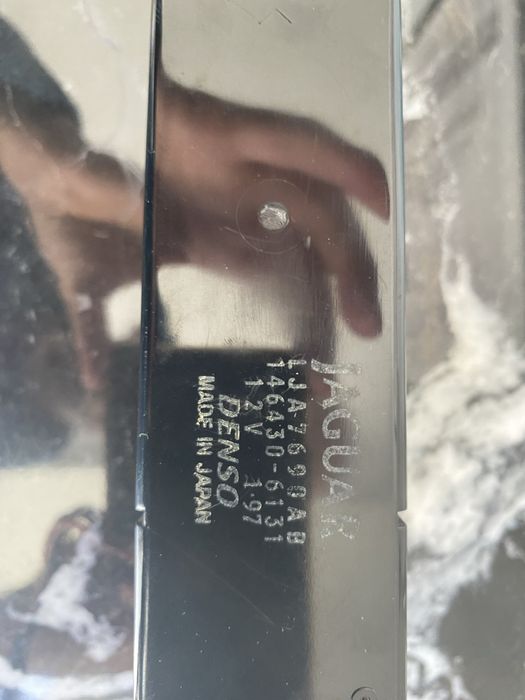 JAGUAR
LJA7690AB
146430-6131
12V 1.97
DENSO
MADE IN JAPAN